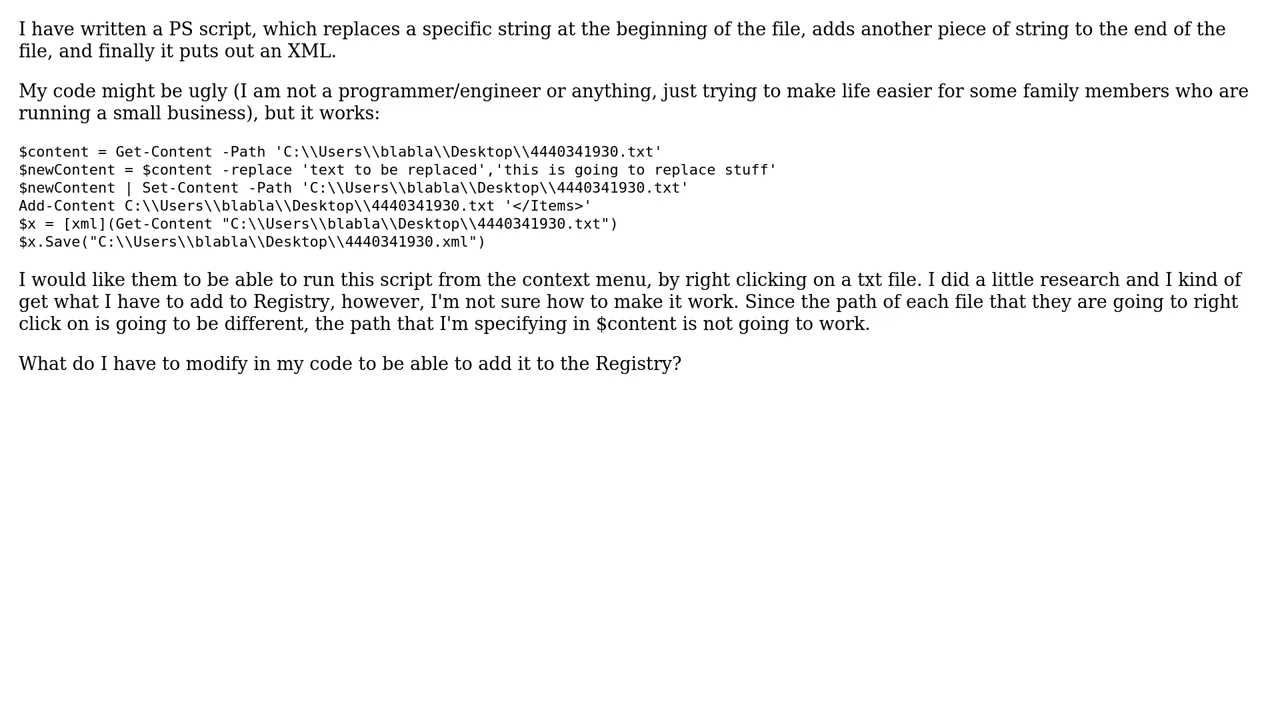 I have written a PS script, which replaces a specific string at the beginning of the file, adds another piece of string to the end of the
file, and finally it puts out an XML.
My code might be ugly (I am not a programmer/engineer or anything, just trying to make life easier for some family members who are
running a small business), but it works:
$content = Get-Content -Path 'C:\\Users\\blabla\\Desktop\\4440341930.txt'
$newContent = $content -replace 'text to be replaced','this is going to replace stuff'
$newContent | Set-Content -Path 'C:\\Users\\blabla\\Desktop\\4440341930.txt'
Add-Content C:\\Users\\blabla\\Desktop\\4440341930.txt '</Items>'
$x = [xml](Get-Content "C:\\Users\\blabla\\Desktop\\4440341930.txt")
$x.Save("C:\\Users\\blabla\\Desktop\\4440341930.xml")
I would like them to be able to run this script from the context menu, by right clicking on a txt file. I did a little research and I kind of
get what I have to add to Registry, however, I'm not sure how to make it work. Since the path of each file that they are going to right
click on is going to be different, the path that I'm specifying in $content is not going to work.
What do I have to modify in my code to be able to add it to the Registry?